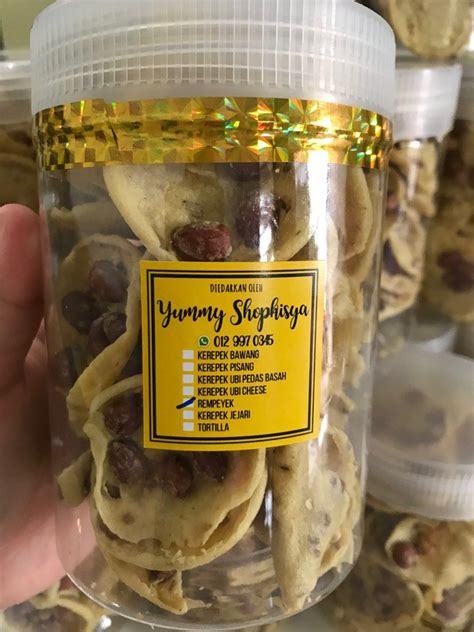 DIEDARKAN OLEH
Yummy Shophisya
012 997 0345
KEREPEK BAWANG
KEREPEK PISANG
KEREPEK UBI PEDAS BASAH
KEREPEK UBI CHEESE
REMPEYEK
KEREPEK JEJARI
TORTILLA